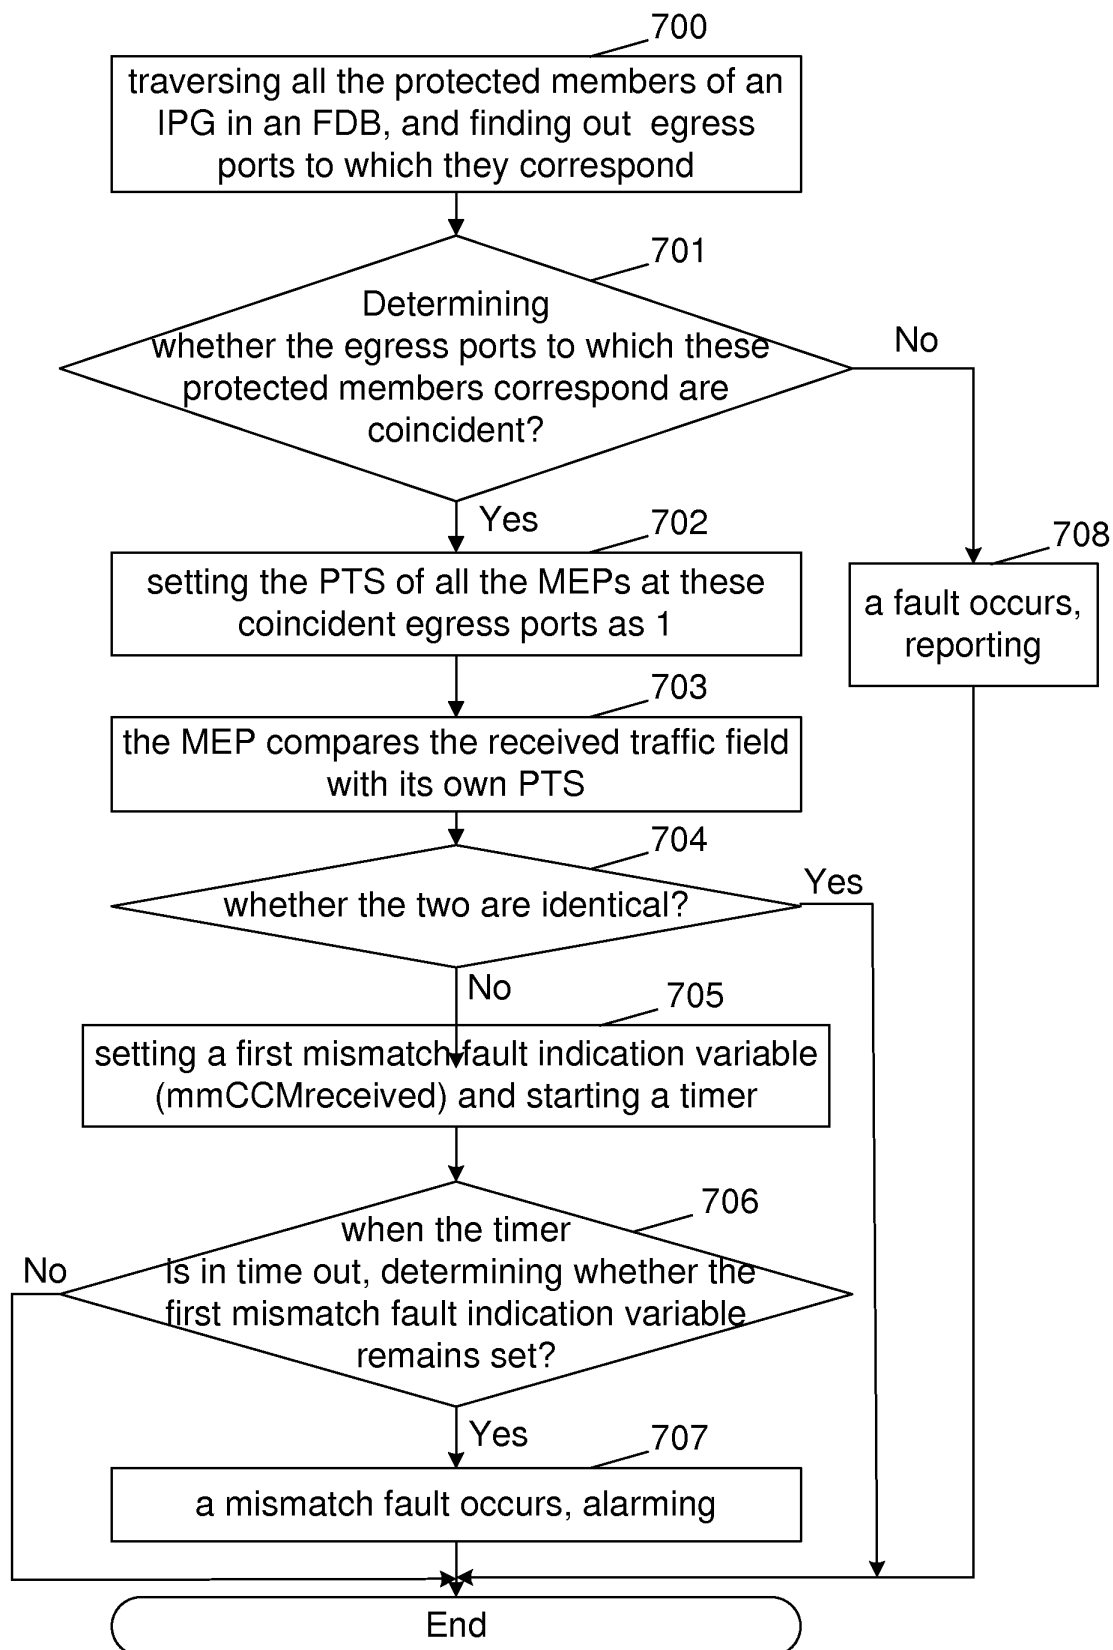 700
traversing all the protected members of an
IPG in an FDB, and finding out egress
ports to which they correspond
701
Determining
whether the egress ports to which these
protected members correspond are
coincident?
No
Yes
702
708
setting the PTS of all the MEPs at these
coincident egress ports as 1
a fault occurs,
reporting
703
the MEP compares the received traffic field
with its own PTS
704
Yes
whether the two are identical?
No
705
setting a first mismatch fault indication variable
(mmCCMreceived) and starting a timer
706
when the timer
is in time out, determining whether the
first mismatch fault indication variable
remains set?
No
Yes
707
a mismatch fault occurs, alarming
End